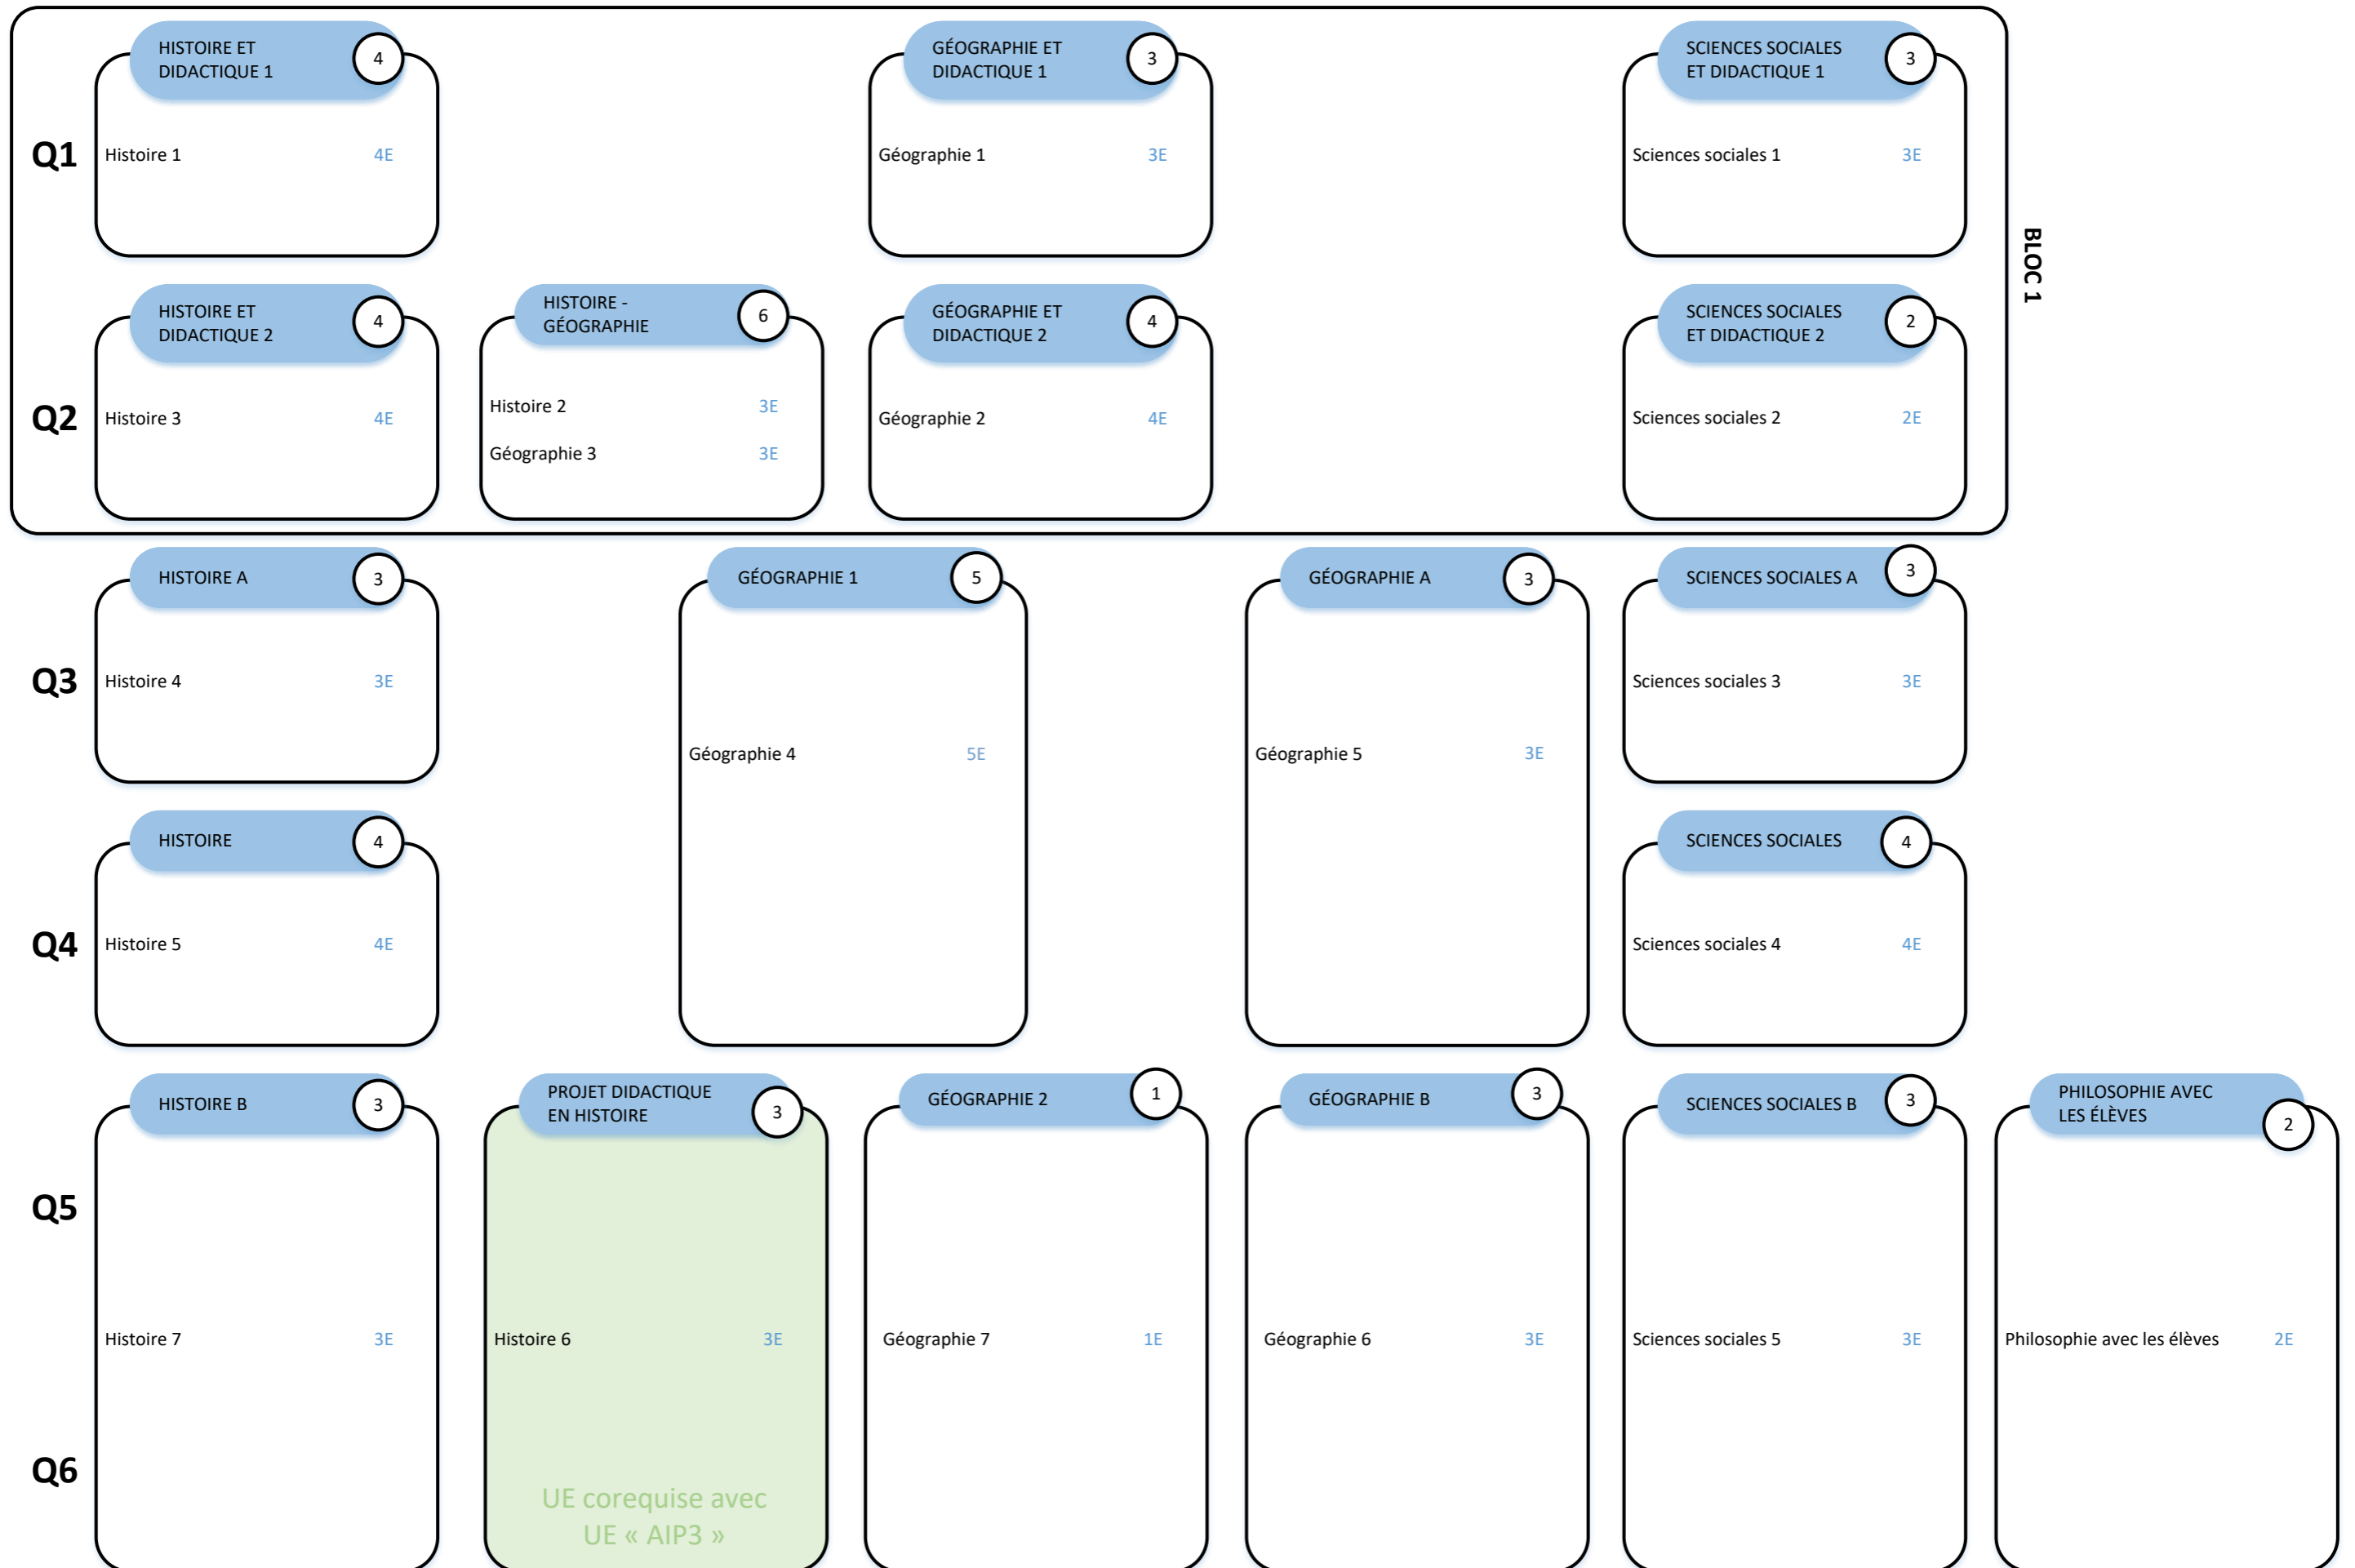 HISTOIRE ET
DIDACTIQUE 1
4
GÉOGRAPHIE ET
DIDACTIQUE 1
3
SCIENCES SOCIALES
ET DIDACTIQUE 1
3
Q1
Histoire 1 4E
Géographie 1 3E
Sciences sociales 1 3E
BLOC 1
HISTOIRE ET
DIDACTIQUE 2
4
HISTOIRE -
GÉOGRAPHIE
6
GÉOGRAPHIE ET
DIDACTIQUE 2
4
SCIENCES SOCIALES
ET DIDACTIQUE 2
2
Q2
Histoire 3 4E
Histoire 2 3E
Géographie 3 3E
Géographie 2 4E
Sciences sociales 2 2E
HISTOIRE A 3
GÉOGRAPHIE 1 5
GÉOGRAPHIE A 3
SCIENCES SOCIALES A 3
Q3
Histoire 4 3E
Géographie 4 5E
Géographie 5 3E
Sciences sociales 3 3E
HISTOIRE 4
SCIENCES SOCIALES 4
Q4
Histoire 5 4E
Sciences sociales 4 4E
HISTOIRE B 3
PROJET DIDACTIQUE
EN HISTOIRE
3
GÉOGRAPHIE 2 1
GÉOGRAPHIE B 3
SCIENCES SOCIALES B 3
PHILOSOPHIE AVEC
LES ÉLÈVES
2
Q5
Histoire 7 3E
Histoire 6 3E
Géographie 7 1E
Géographie 6 3E
Sciences sociales 5 3E
Philosophie avec les élèves 2E
Q6
UE corequise avec
UE « AIP3 »